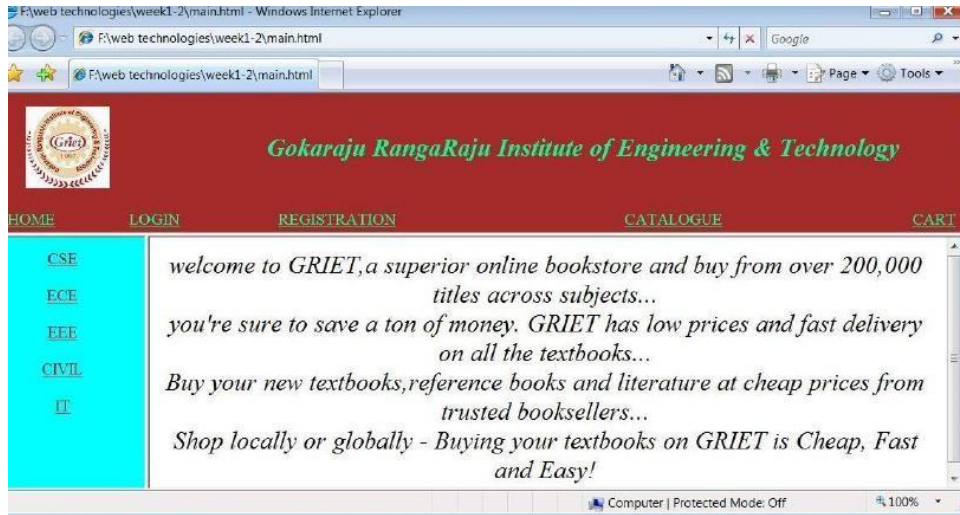 F:\web technologies\week1-2\main.html - Windows Internet Explorer
F:\web technologies\week1-2\main.html
Google
F:\web technologies\week1-2\main.html
Page
Tools
Griet
1997
Gokaraju RangaRaju Institute of Engineering & Technology
HOME LOGIN REGISTRATION CATALOGUE CART
CSE
ECE
EEE
CIVIL
IT
welcome to GRIET,a superior online bookstore and buy from over 200,000
titles across subjects...
you're sure to save a ton of money. GRIET has low prices and fast delivery
on all the textbooks...
Buy your new textbooks,reference books and literature at cheap prices from
trusted booksellers...
Shop locally or globally - Buying your textbooks on GRIET is Cheap, Fast
and Easy!
Computer | Protected Mode: Off
100%